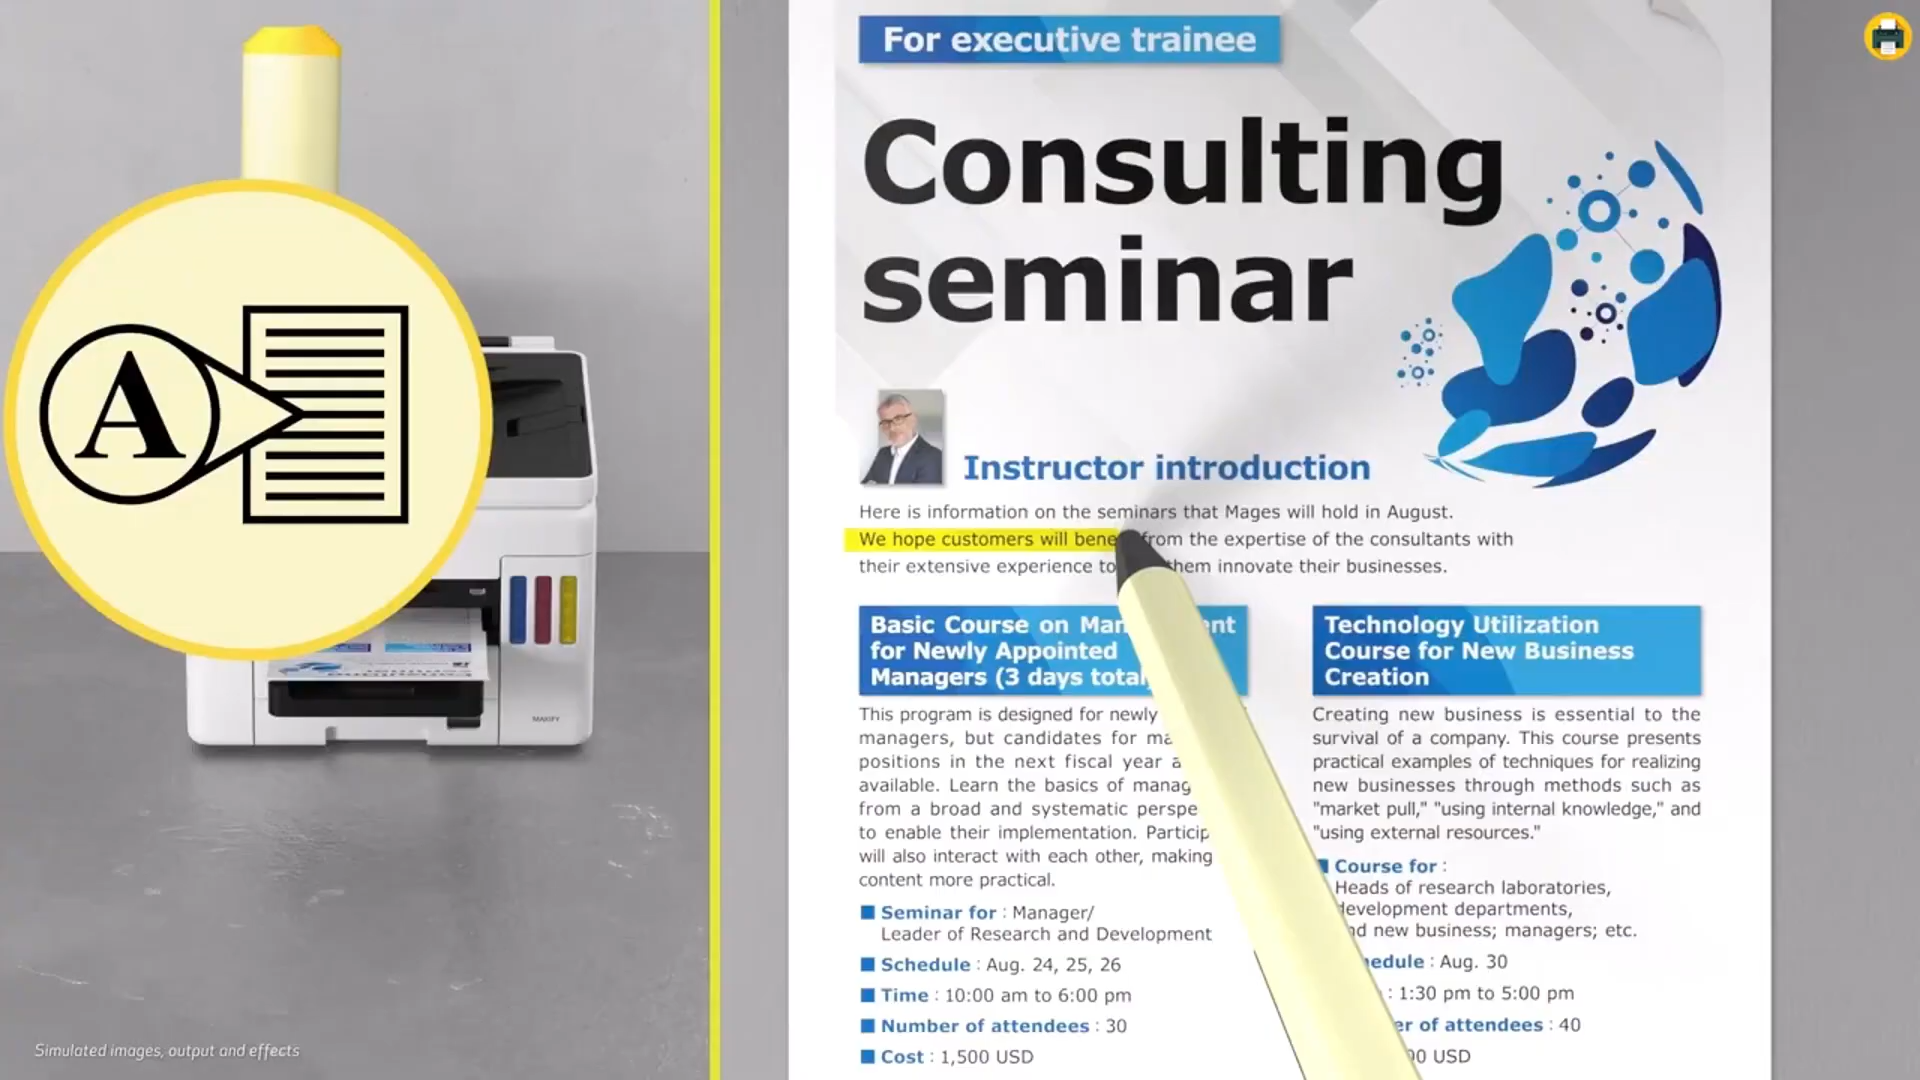 For executive trainee
Consulting
seminar
Instructor introduction
Here is information on the seminars that Mages will hold in August.
We hope customers will bene from the expertise of the consultants with
their extensive experience to them innovate their businesses.
Basic Course on Man ent
for Newly Appointed
Managers (3 days total
This program is designed for newly
managers, but candidates for
positions in the next fiscal year
available. Learn the basics of
from a broad and systematic
to enable their implementation.
will also interact with each other, making
content more practical.
Seminar for : Manager/
Leader of Research and Development
Schedule : Aug. 24, 25, 26
Time : 10:00 am to 6:00 pm
Number of attendees : 30
Cost : 1,500 USD
Technology Utilization
Course for New Business
Creation
Creating new business is essential to the
survival of a company. This course presents
practical examples of techniques for realizing
new businesses through methods such as
"market pull," "using internal knowledge," and
"using external resources."
Course for :
Heads of research laboratories,
development departments,
new business; managers; etc.
: Aug. 30
: 1:30 pm to 5:00 pm
of attendees : 40
USD
A
MAXIFY
Simulated images, output and effects